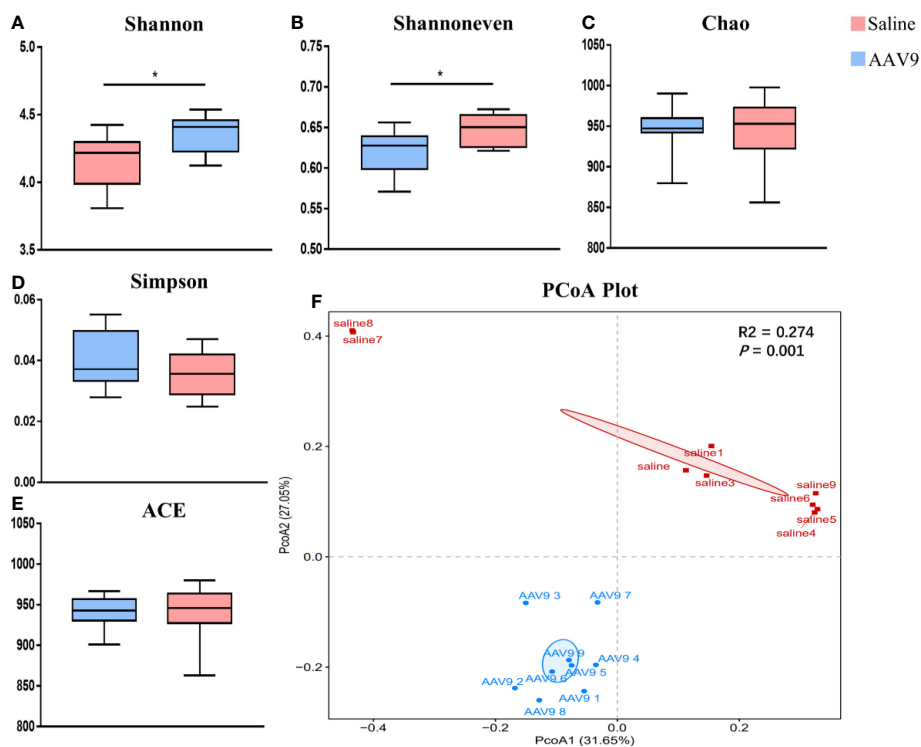 A
Shannon
5.0
4.5
4.0
3.5
*
B
Shannoneven
0.75
0.70
0.65
0.60
0.55
0.50
*
C
Chao
1050
1000
950
900
850
800
Saline
AAV9
D
Simpson
0.06
0.04
0.02
0.00
E
ACE
1050
1000
950
900
850
800
F
PCoA Plot
R2 = 0.274
P = 0.001
saline8
saline7
saline1
saline
saline3
saline9
saline6
saline5
saline4
AAV9 3
AAV9 7
AAV9 9
AAV9 4
AAV9 5
AAV9 6
AAV9 2
AAV9 1
AAV9 8
PcoA2 (27.05%)
0.4
0.2
0.0
−0.2
−0.4
−0.2
0.0
0.2
PcoA1 (31.65%)